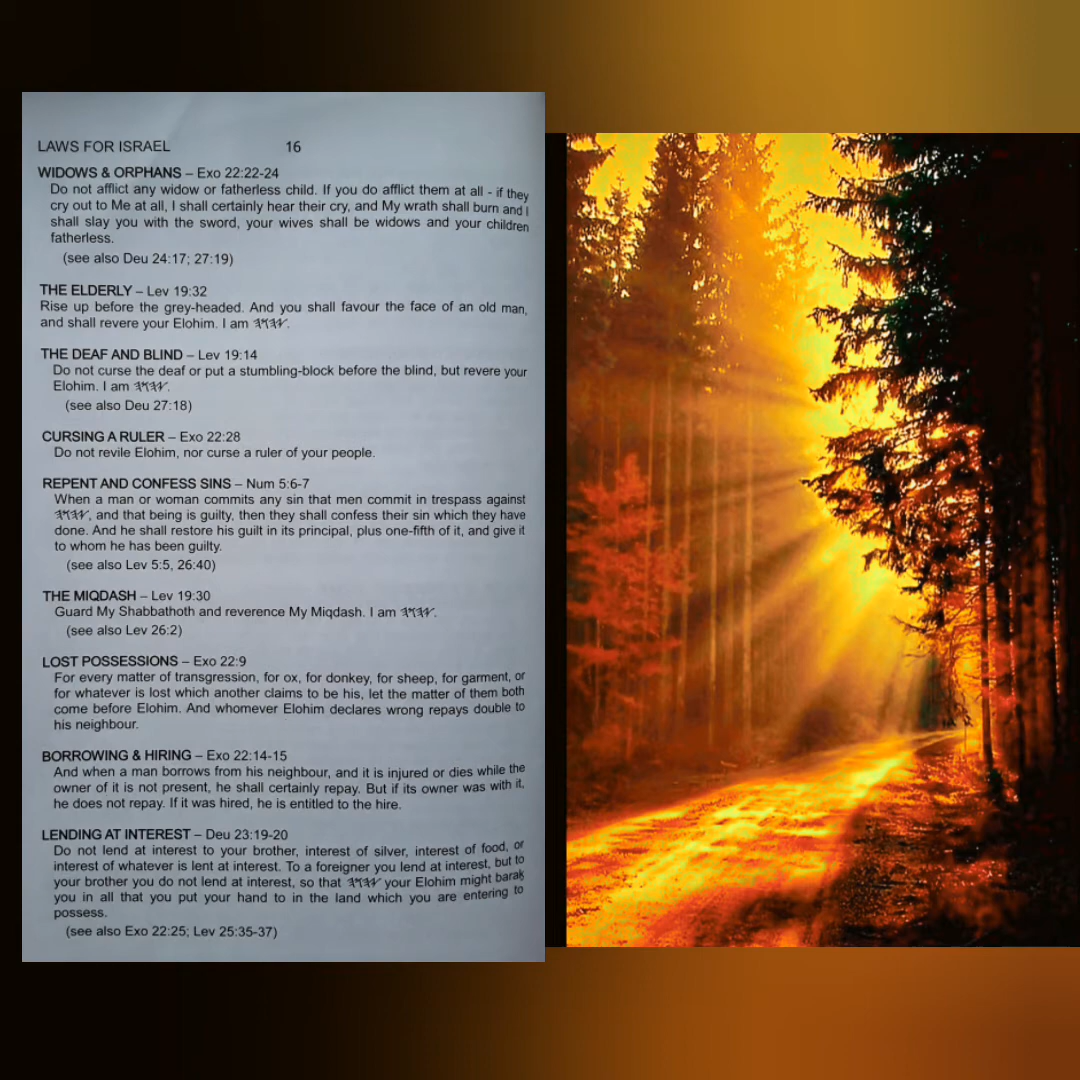 LAWS FOR ISRAEL 16
WIDOWS & ORPHANS – Exo 22:22-24
Do not afflict any widow or fatherless child. If you do afflict them at all - if they
cry out to Me at all, I shall certainly hear their cry, and My wrath shall burn and I
shall slay you with the sword, your wives shall be widows and your children
fatherless.
(see also Deu 24:17; 27:19)
THE ELDERLY – Lev 19:32
Rise up before the grey-headed. And you shall favour the face of an old man,
and shall revere your Elohim. I am 𐤉𐤄𐤅𐤄.
THE DEAF AND BLIND – Lev 19:14
Do not curse the deaf or put a stumbling-block before the blind, but revere your
Elohim. I am 𐤉𐤄𐤅𐤄.
(see also Deu 27:18)
CURSING A RULER – Exo 22:28
Do not revile Elohim, nor curse a ruler of your people.
REPENT AND CONFESS SINS – Num 5:6-7
When a man or woman commits any sin that men commit in trespass against
𐤉𐤄𐤅𐤄, and that being is guilty, then they shall confess their sin which they have
done. And he shall restore his guilt in its principal, plus one-fifth of it, and give it
to whom he has been guilty.
(see also Lev 5:5, 26:40)
THE MIQDASH – Lev 19:30
Guard My Shabbathoth and reverence My Miqdash. I am 𐤉𐤄𐤅𐤄.
(see also Lev 26:2)
LOST POSSESSIONS – Exo 22:9
For every matter of transgression, for ox, for donkey, for sheep, for garment, or
for whatever is lost which another claims to be his, let the matter of them both
come before Elohim. And whomever Elohim declares wrong repays double to
his neighbour.
BORROWING & HIRING – Exo 22:14-15
And when a man borrows from his neighbour, and it is injured or dies while the
owner of it is not present, he shall certainly repay. But if its owner was with it,
he does not repay. If it was hired, he is entitled to the hire.
LENDING AT INTEREST – Deu 23:19-20
Do not lend at interest to your brother, interest of silver, interest of food, or
interest of whatever is lent at interest. To a foreigner you lend at interest, but to
your brother you do not lend at interest, so that 𐤉𐤄𐤅𐤄 your Elohim might barak
you in all that you put your hand to in the land which you are entering to
possess.
(see also Exo 22:25; Lev 25:35-37)